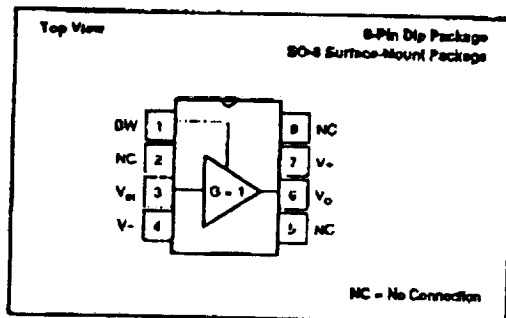 Top View
8-Pin Dip Package
SO-8 Surface-Mount Package
BW 1
8 NC
NC 2
7 V+
VIN 3
G = 1
6 VO
V– 4
5 NC
NC = No Connection